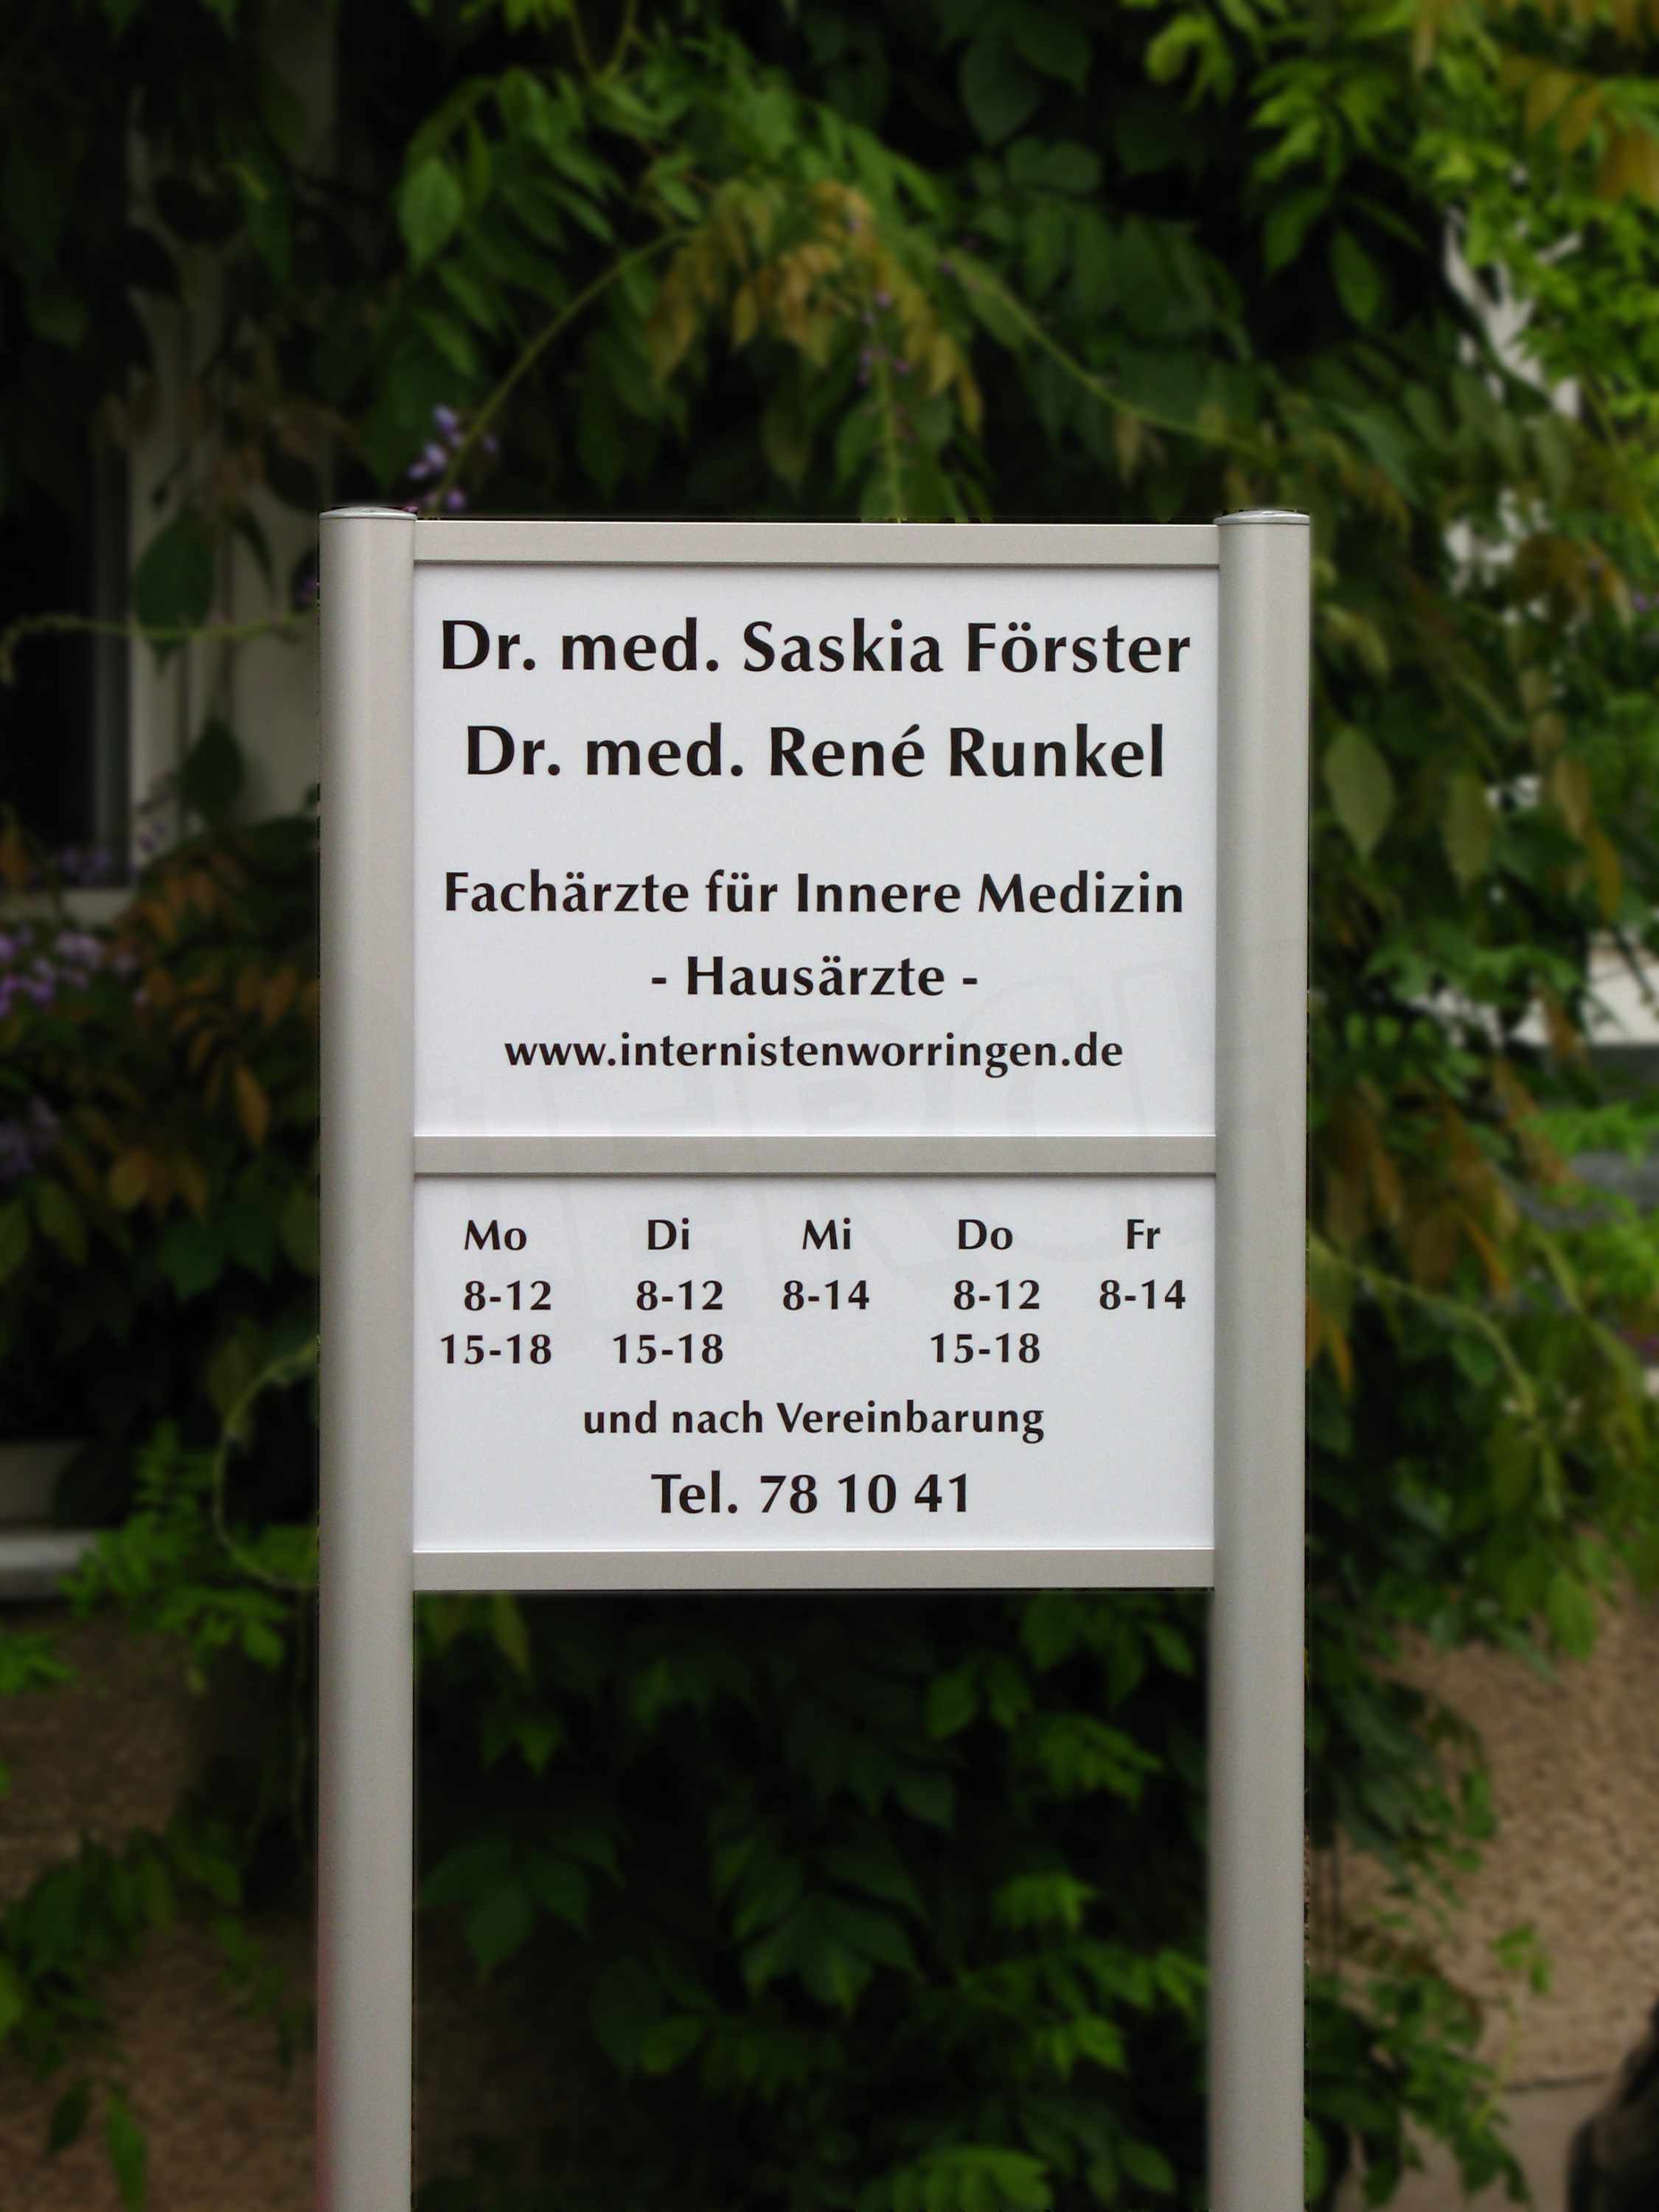 Dr. med. Saskia Förster
Dr. med. René Runkel
Fachärzte für Innere Medizin
- Hausärzte -
www.internistenworringen.de
Mo Di Mi Do Fr
8-12 8-12 8-14 8-12 8-14
15-18 15-18 15-18
und nach Vereinbarung
Tel. 78 10 41